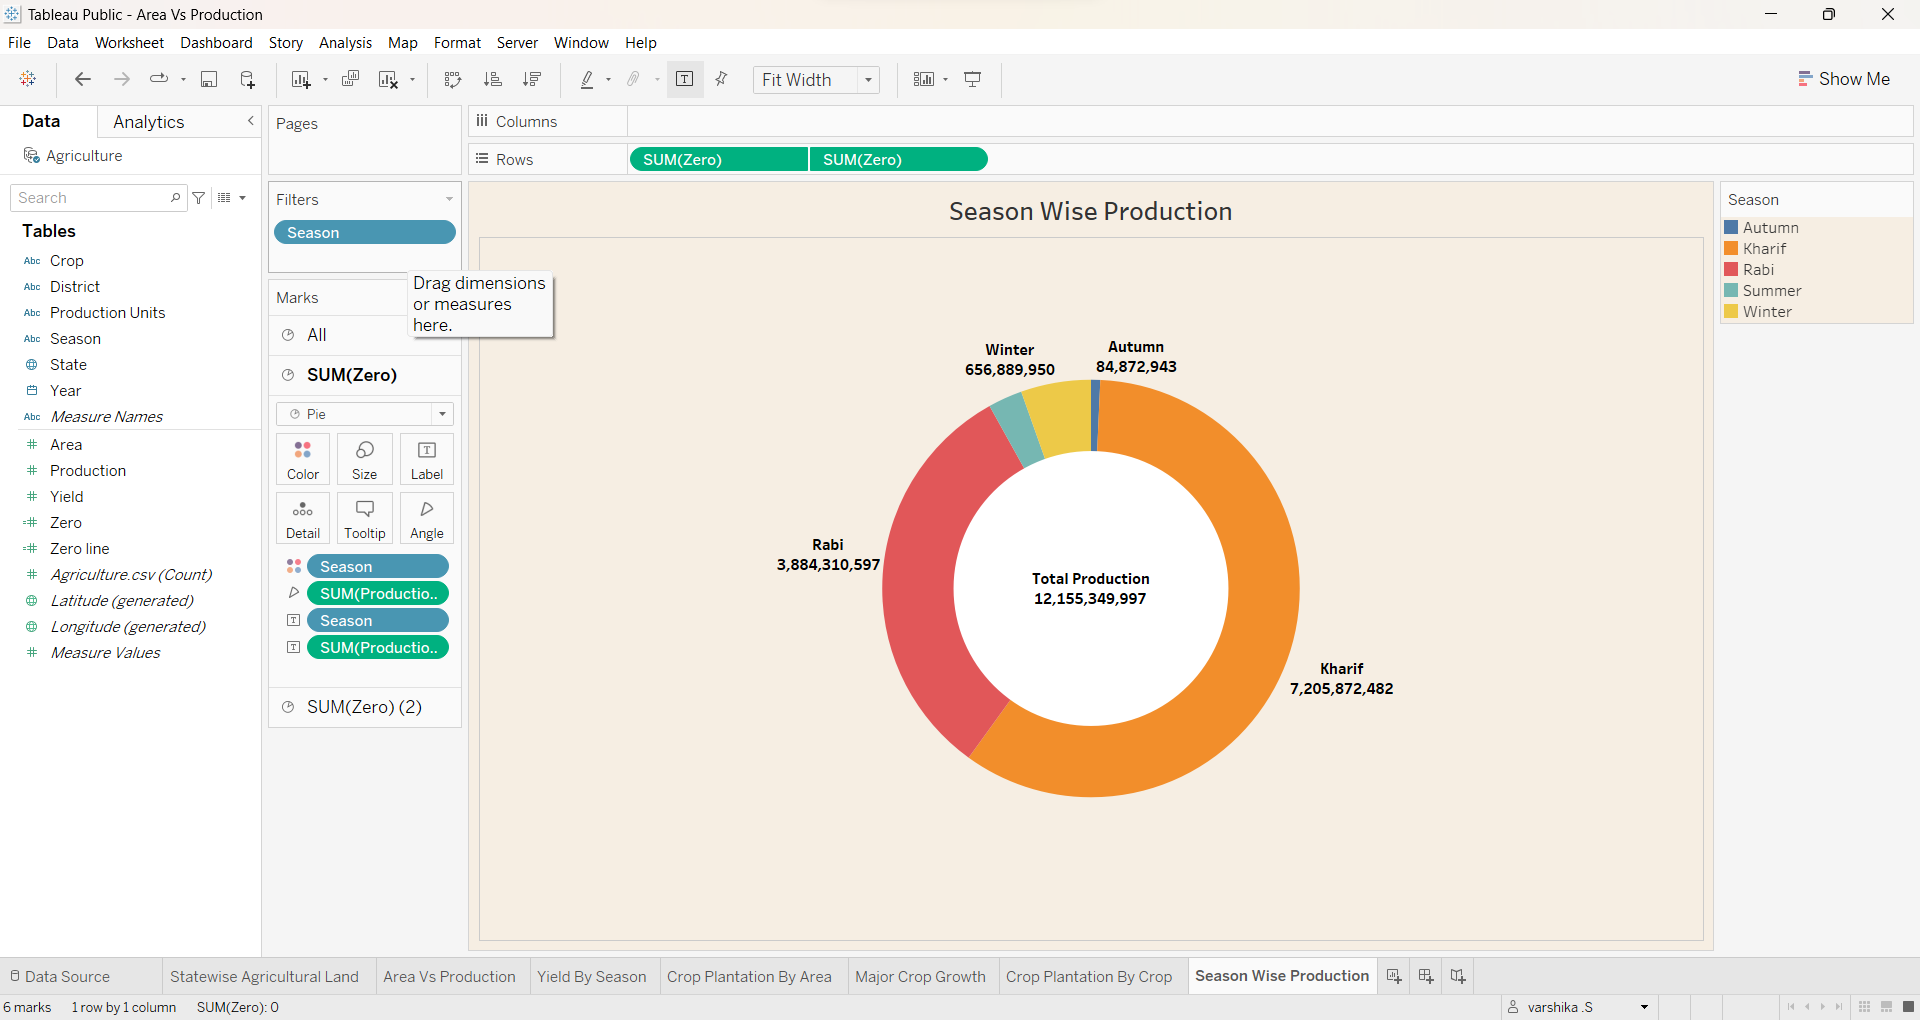 Tableau Public - Area Vs Production
File Data Worksheet Dashboard Story Analysis Map Format Server Window Help
Fit Width
Show Me
Data Analytics
Agriculture
Search
Tables
Abc Crop
Abc District
Abc Production Units
Abc Season
State
Year
Abc Measure Names
Area
Production
Yield
Zero
Zero line
Agriculture.csv (Count)
Latitude (generated)
Longitude (generated)
Measure Values
Pages
Filters
Season
Drag dimensions
or measures
here.
Marks
All
SUM(Zero)
Pie
Color Size Label
Detail Tooltip Angle
Season
SUM(Productio..
Season
SUM(Productio..
SUM(Zero) (2)
Columns
Rows SUM(Zero) SUM(Zero)
Season Wise Production
Winter
656,889,950
Autumn
84,872,943
Rabi
3,884,310,597
Total Production
12,155,349,997
Kharif
7,205,872,482
Season
Autumn
Kharif
Rabi
Summer
Winter
Data Source Statewise Agricultural Land Area Vs Production Yield By Season Crop Plantation By Area Major Crop Growth Crop Plantation By Crop Season Wise Production
6 marks 1 row by 1 column SUM(Zero): 0 varshika .S